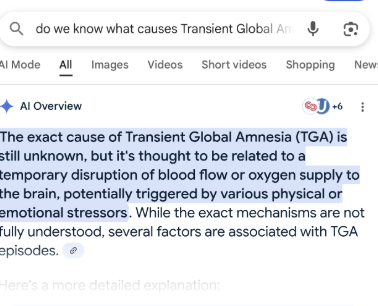 do we know what causes Transient Global Am
AI Mode All Images Videos Short videos Shopping News
AI Overview +6
The exact cause of Transient Global Amnesia (TGA) is
still unknown, but it's thought to be related to a
temporary disruption of blood flow or oxygen supply to
the brain, potentially triggered by various physical or
emotional stressors. While the exact mechanisms are not
fully understood, several factors are associated with TGA
episodes.
Here's a more detailed explanation: